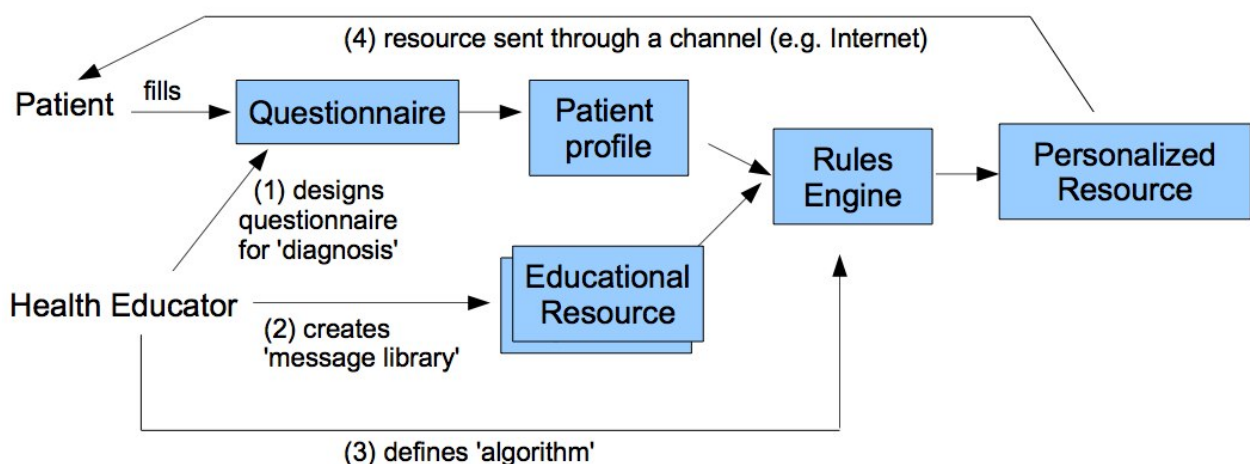 (4) resource sent through a channel (e.g. Internet)
Patient
fills
Questionnaire
Patient
profile
Rules
Engine
Personalized
Resource
(1) designs
questionnaire
for 'diagnosis'
Health Educator
(2) creates
'message library'
Educational
Resource
(3) defines 'algorithm'